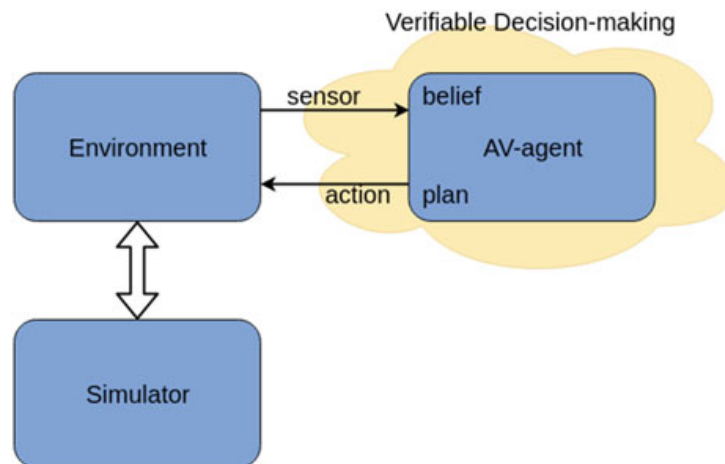 Verifiable Decision-making
sensor
belief
Environment
AV-agent
action
plan
Simulator